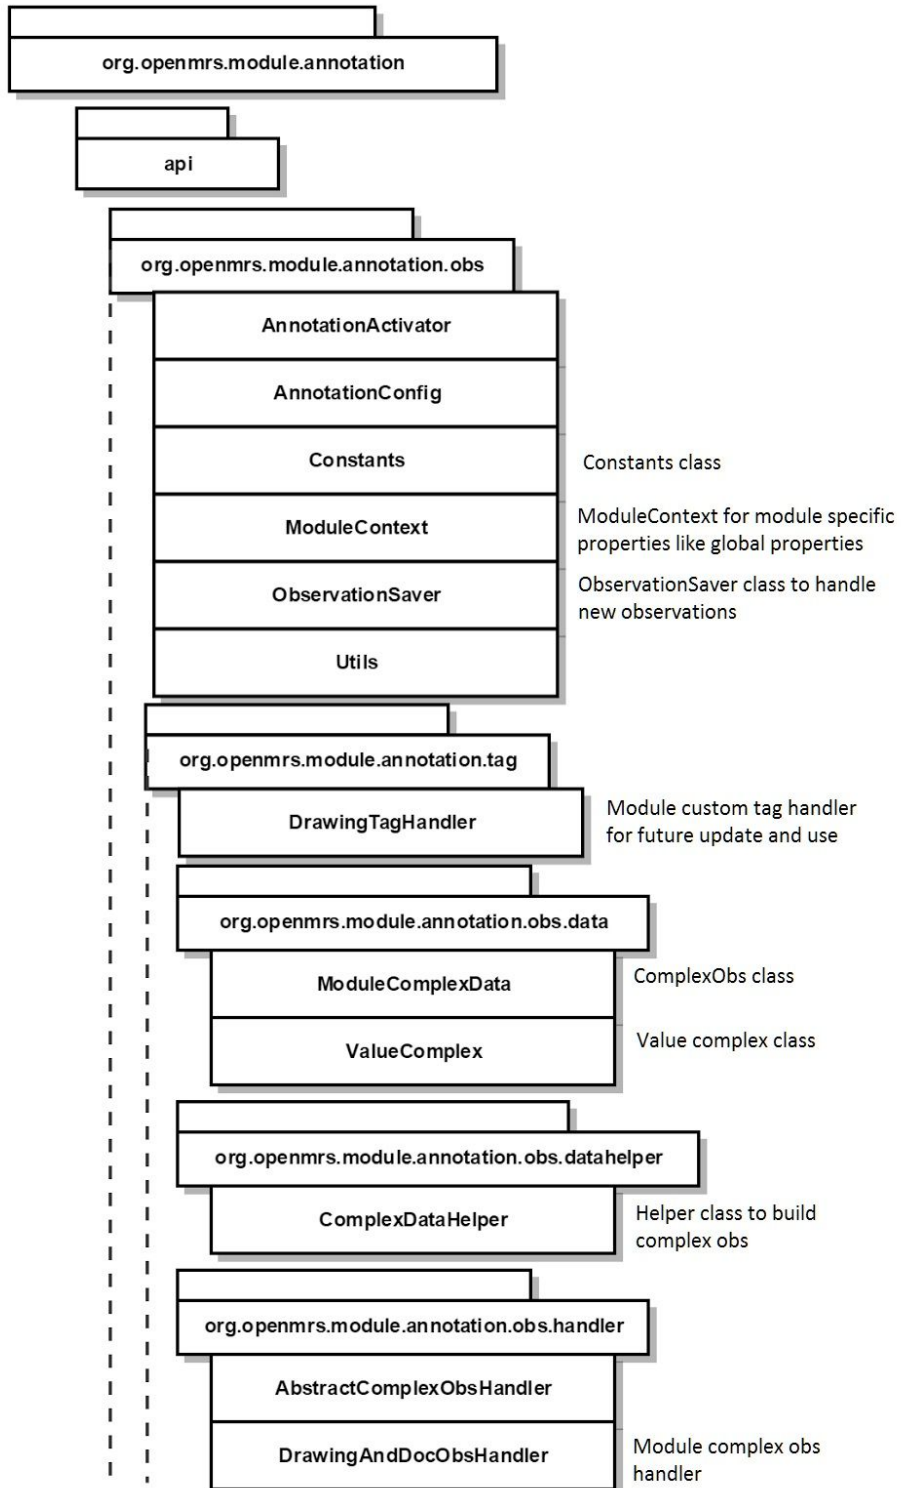 org.openmrs.module.annotation
api
org.openmrs.module.annotation.obs
AnnotationActivator
AnnotationConfig
Constants
Constants class
ModuleContext
ModuleContext for module specific
properties like global properties
ObservationSaver
ObservationSaver class to handle
new observations
Utils
org.openmrs.module.annotation.tag
DrawingTagHandler
Module custom tag handler
for future update and use
org.openmrs.module.annotation.obs.data
ModuleComplexData
ComplexObs class
ValueComplex
Value complex class
org.openmrs.module.annotation.obs.datahelper
ComplexDataHelper
Helper class to build
complex obs
org.openmrs.module.annotation.obs.handler
AbstractComplexObsHandler
DrawingAndDocObsHandler
Module complex obs
handler